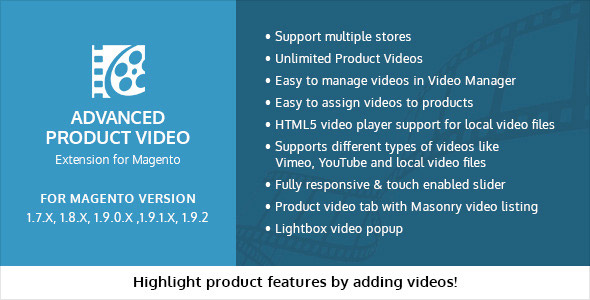 ADVANCED
PRODUCT VIDEO
Extension for Magento
FOR MAGENTO VERSION
1.7.X, 1.8.X, 1.9.0.X ,1.9.1.X, 1.9.2
• Support multiple stores
• Unlimited Product Videos
• Easy to manage videos in Video Manager
• Easy to assign videos to products
• HTML5 video player support for local video files
• Supports different types of videos like
Vimeo, YouTube and local video files
• Fully responsive & touch enabled slider
• Product video tab with Masonry video listing
• Lightbox video popup
Highlight product features by adding videos!